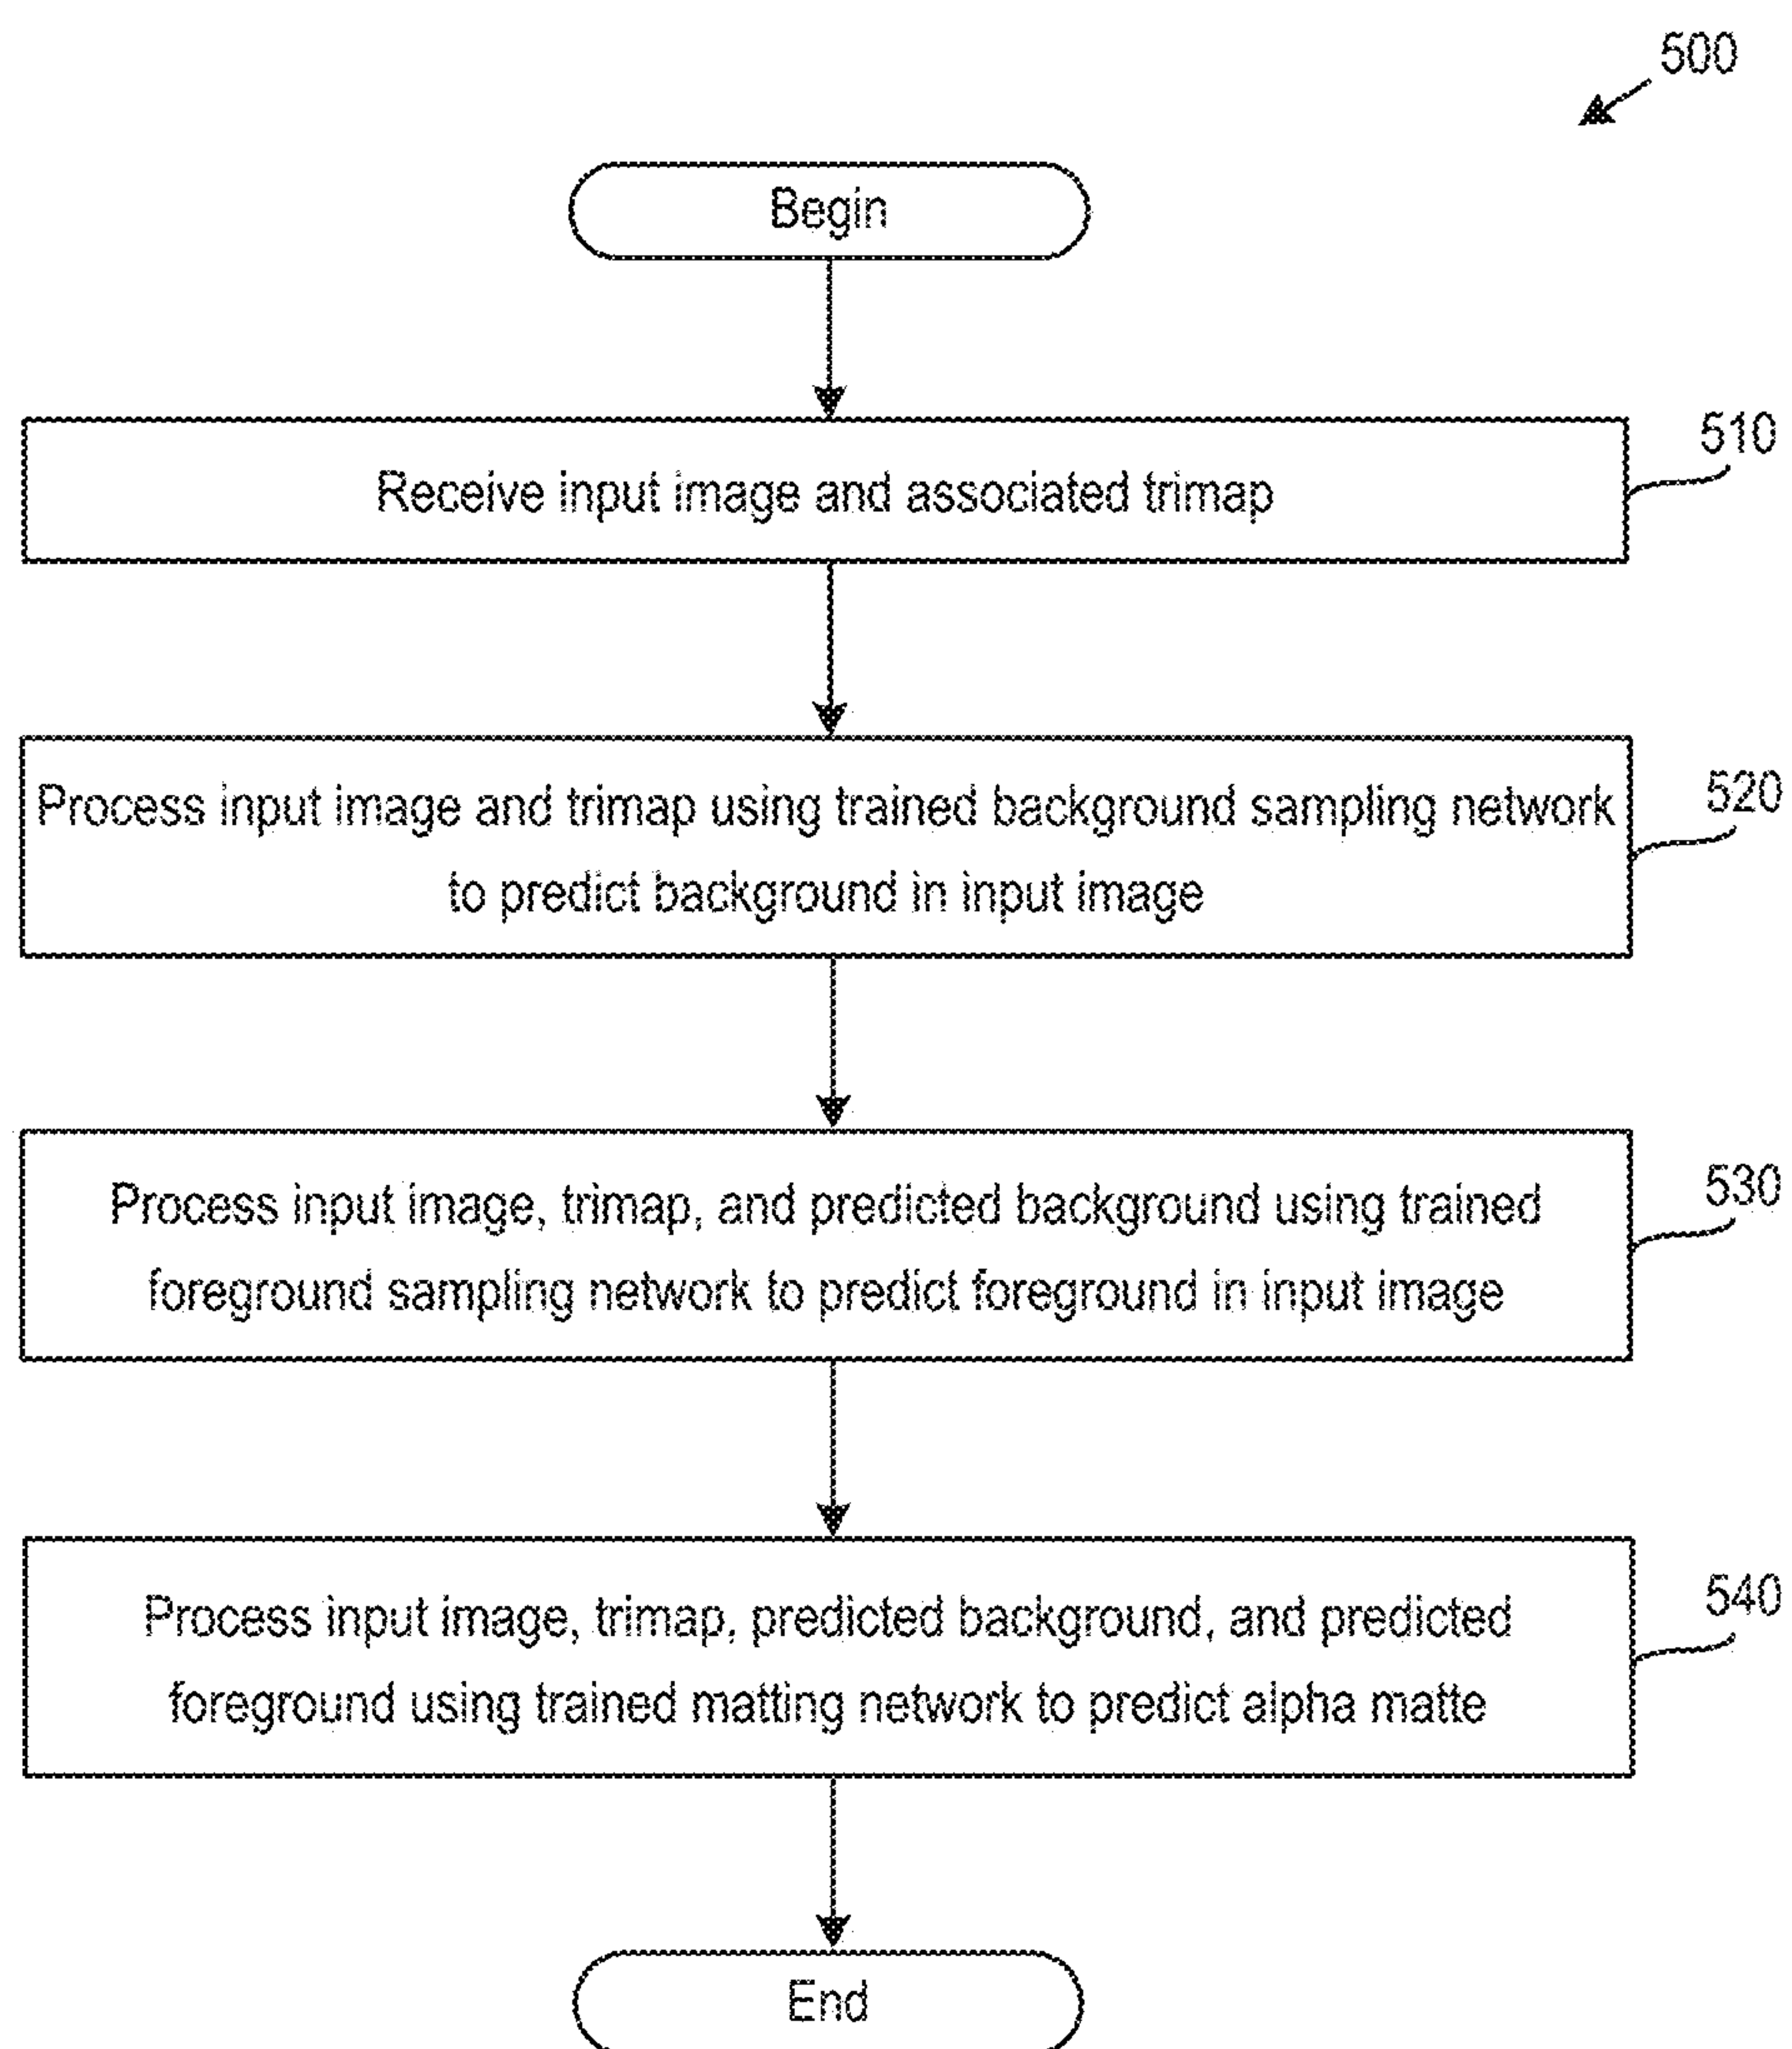 500
Begin
510
Receive input image and associated trimap
520
Process input image and trimap using trained background sampling network
to predict background in input image
530
Process input image, trimap, and predicted background using trained
foreground sampling network to predict foreground in input image
540
Process input image, trimap, predicted background, and predicted
foreground using trained matting network to predict alpha matte
End